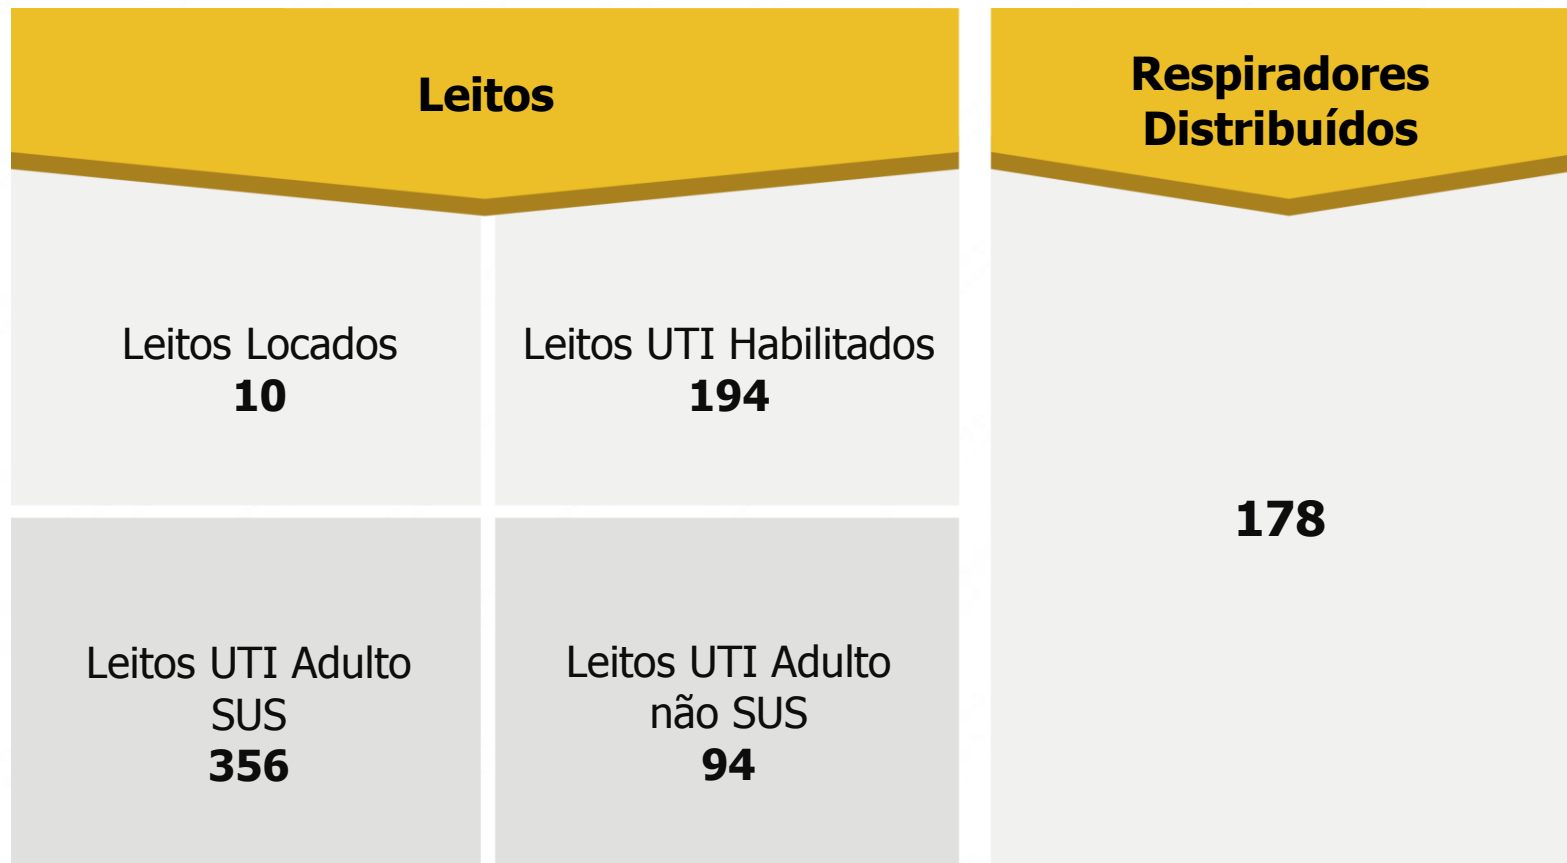 Leitos
Leitos Locados
10
Leitos UTI Habilitados
194
Leitos UTI Adulto
SUS
356
Leitos UTI Adulto
não SUS
94
Respiradores
Distribuídos
178